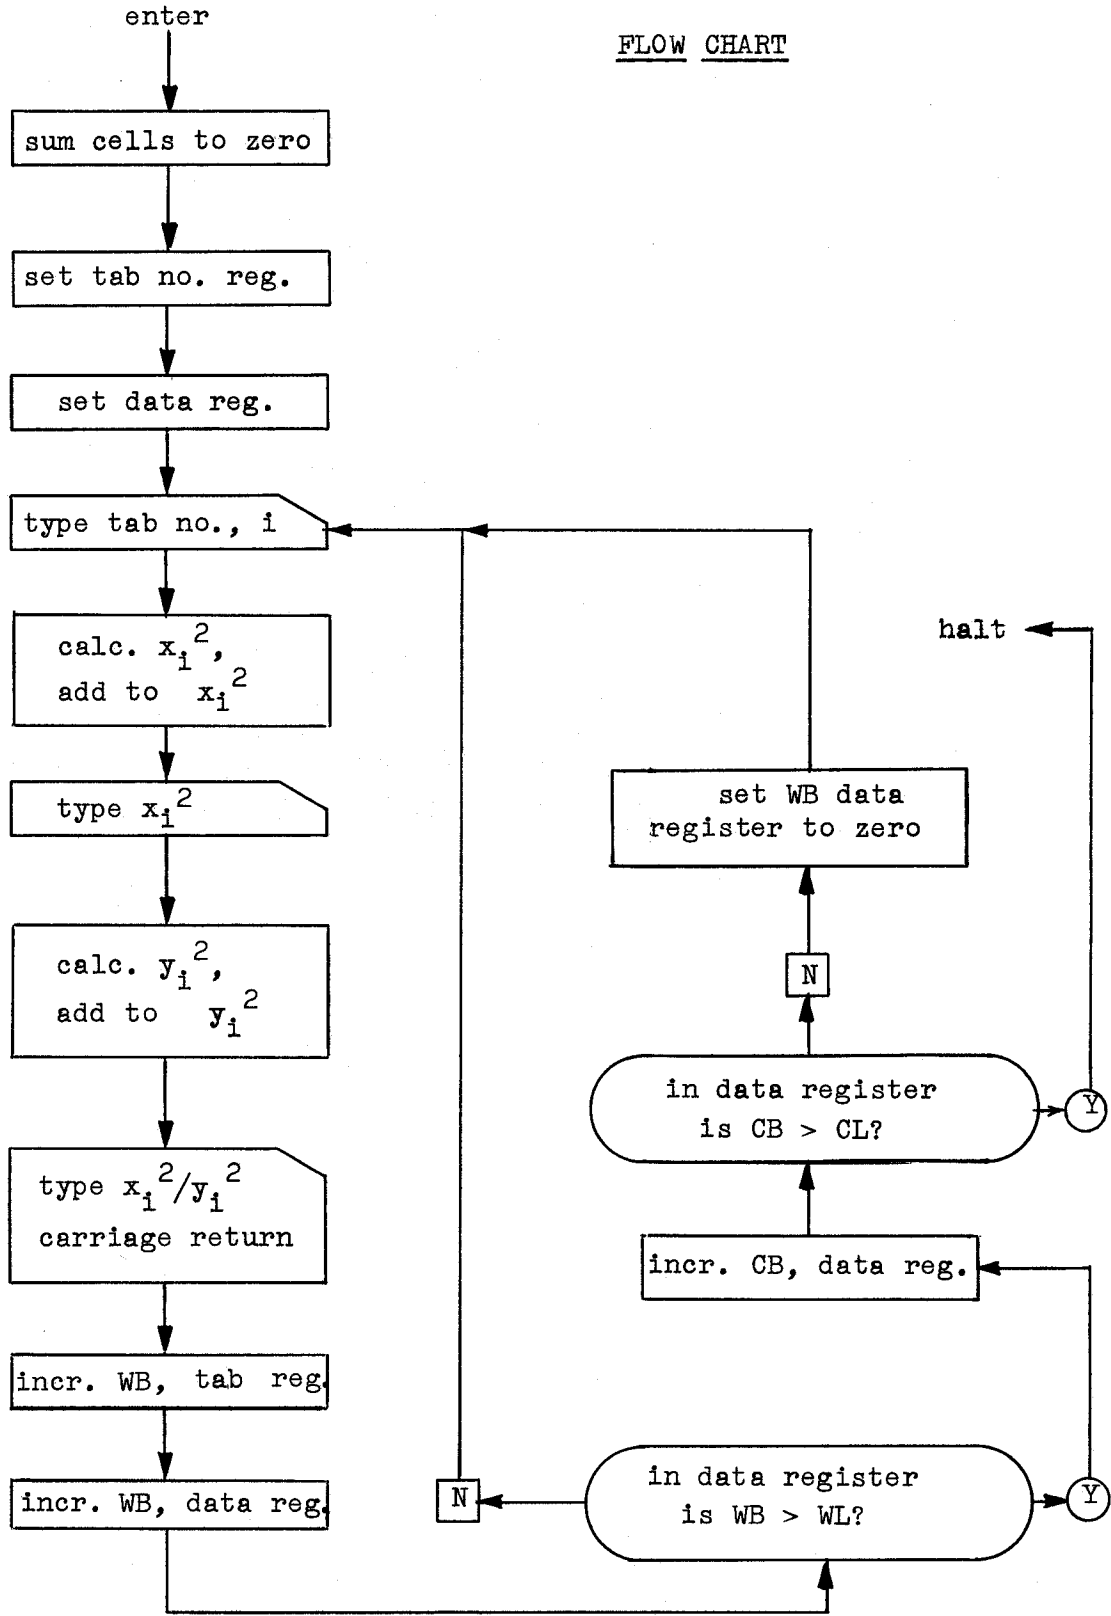 enter
FLOW CHART
sum cells to zero
set tab no. reg.
set data reg.
type tab no., i
calc. xᵢ²,
add to xᵢ²
type xᵢ²
calc. yᵢ²,
add to yᵢ²
type xᵢ²/yᵢ²
carriage return
incr. WB, tab reg.
incr. WB, data reg.
in data register
is WB > WL?
N
Y
incr. CB, data reg.
in data register
is CB > CL?
Y
N
set WB data
register to zero
halt